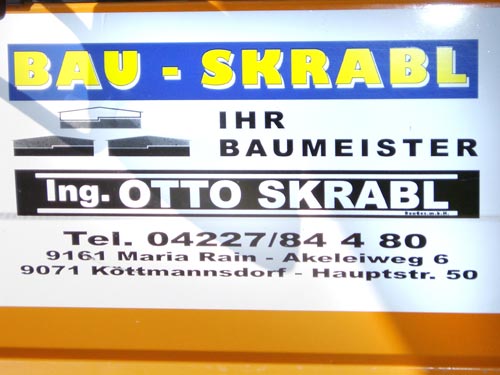 BAU - SKRABL
IHR
BAUMEISTER
Ing. OTTO SKRABL
BauGes.m.b.H.
Tel. 04227/84 4 80
9161 Maria Rain - Akeleiweg 6
9071 Köttmannsdorf - Hauptstr. 50